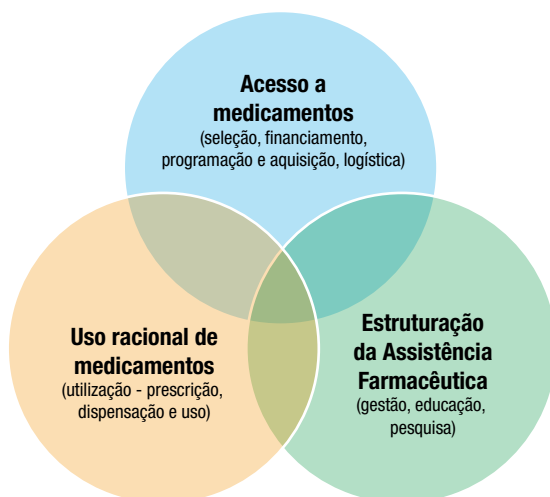 Acesso a
medicamentos
(seleção, financiamento,
programação e aquisição, logística)
Uso racional de
medicamentos
(utilização - prescrição,
dispensação e uso)
Estruturação
da Assistência
Farmacêutica
(gestão, educação,
pesquisa)